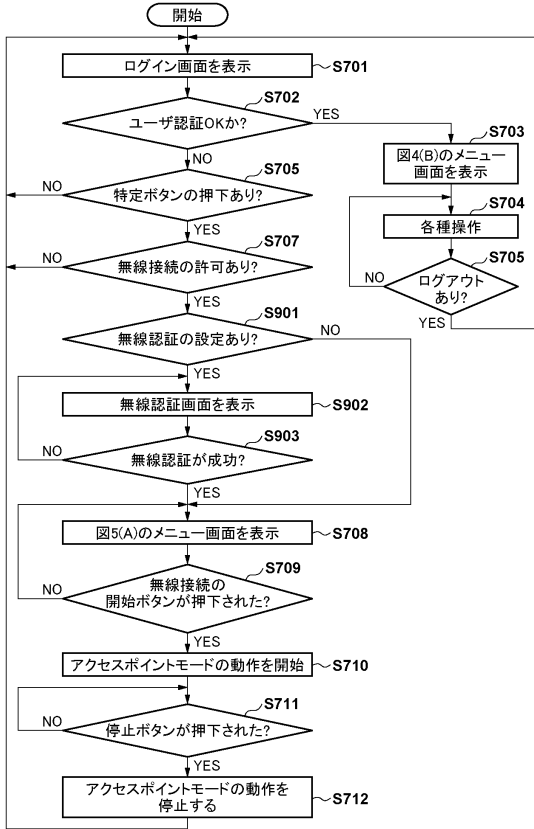 開始
ログイン画面を表示
S701
S702
ユーザ認証OKか?
YES
NO
S703
図4(B)のメニュー
画面を表示
S704
各種操作
S705
ログアウト
あり?
NO
YES
S705
NO
特定ボタンの押下あり?
YES
S707
NO
無線接続の許可あり?
YES
S901
無線認証の設定あり?
NO
YES
無線認証画面を表示
S902
S903
NO
無線認証が成功?
YES
図5(A)のメニュー画面を表示
S708
S709
無線接続の
開始ボタンが押下された?
NO
YES
アクセスポイントモードの動作を開始
S710
S711
NO
停止ボタンが押下された?
YES
アクセスポイントモードの動作を
停止する
S712